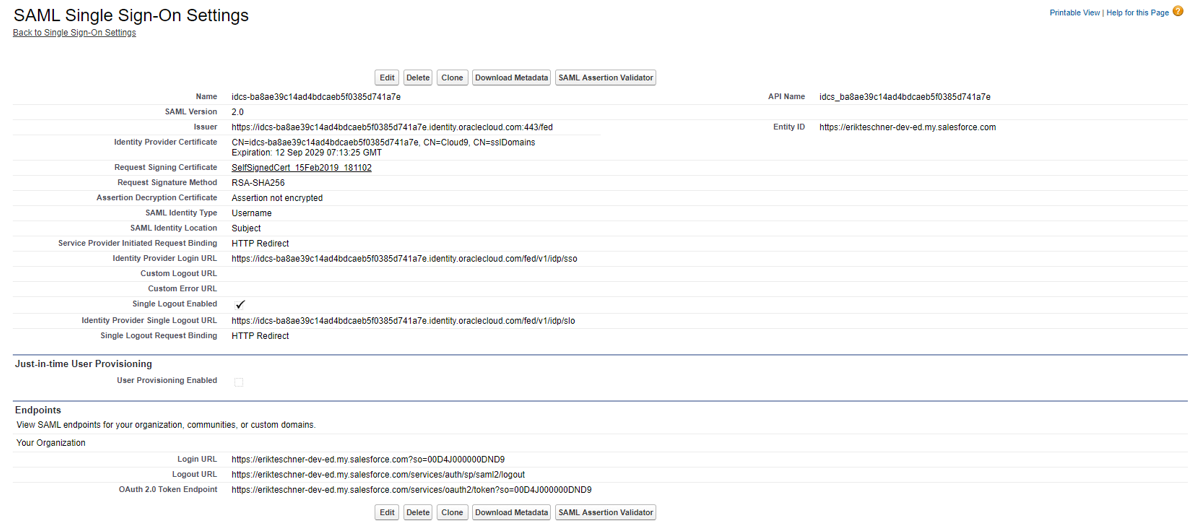 SAML Single Sign-On Settings
Printable View | Help for this Page ?
Back to Single Sign-On Settings
Edit Delete Clone Download Metadata SAML Assertion Validator
Name idcs-ba8ae39c14ad4bdcaeb5f0385d741a7e API Name idcs_ba8ae39c14ad4bdcaeb5f0385d741a7e
SAML Version 2.0
Issuer https://idcs-ba8ae39c14ad4bdcaeb5f0385d741a7e.identity.oraclecloud.com:443/fed Entity ID https://erikteschner-dev-ed.my.salesforce.com
Identity Provider Certificate CN=idcs-ba8ae39c14ad4bdcaeb5f0385d741a7e, CN=Cloud9, CN=sslDomains
Expiration: 12 Sep 2029 07:13:25 GMT
Request Signing Certificate SelfSignedCert_15Feb2019_181102
Request Signature Method RSA-SHA256
Assertion Decryption Certificate Assertion not encrypted
SAML Identity Type Username
SAML Identity Location Subject
Service Provider Initiated Request Binding HTTP Redirect
Identity Provider Login URL https://idcs-ba8ae39c14ad4bdcaeb5f0385d741a7e.identity.oraclecloud.com/fed/v1/idp/sso
Custom Logout URL
Custom Error URL
Single Logout Enabled ✓
Identity Provider Single Logout URL https://idcs-ba8ae39c14ad4bdcaeb5f0385d741a7e.identity.oraclecloud.com/fed/v1/idp/slo
Single Logout Request Binding HTTP Redirect
Just-in-time User Provisioning
User Provisioning Enabled
Endpoints
View SAML endpoints for your organization, communities, or custom domains.
Your Organization
Login URL https://erikteschner-dev-ed.my.salesforce.com?so=00D4J000000DND9
Logout URL https://erikteschner-dev-ed.my.salesforce.com/services/auth/sp/saml2/logout
OAuth 2.0 Token Endpoint https://erikteschner-dev-ed.my.salesforce.com/services/oauth2/token?so=00D4J000000DND9
Edit Delete Clone Download Metadata SAML Assertion Validator